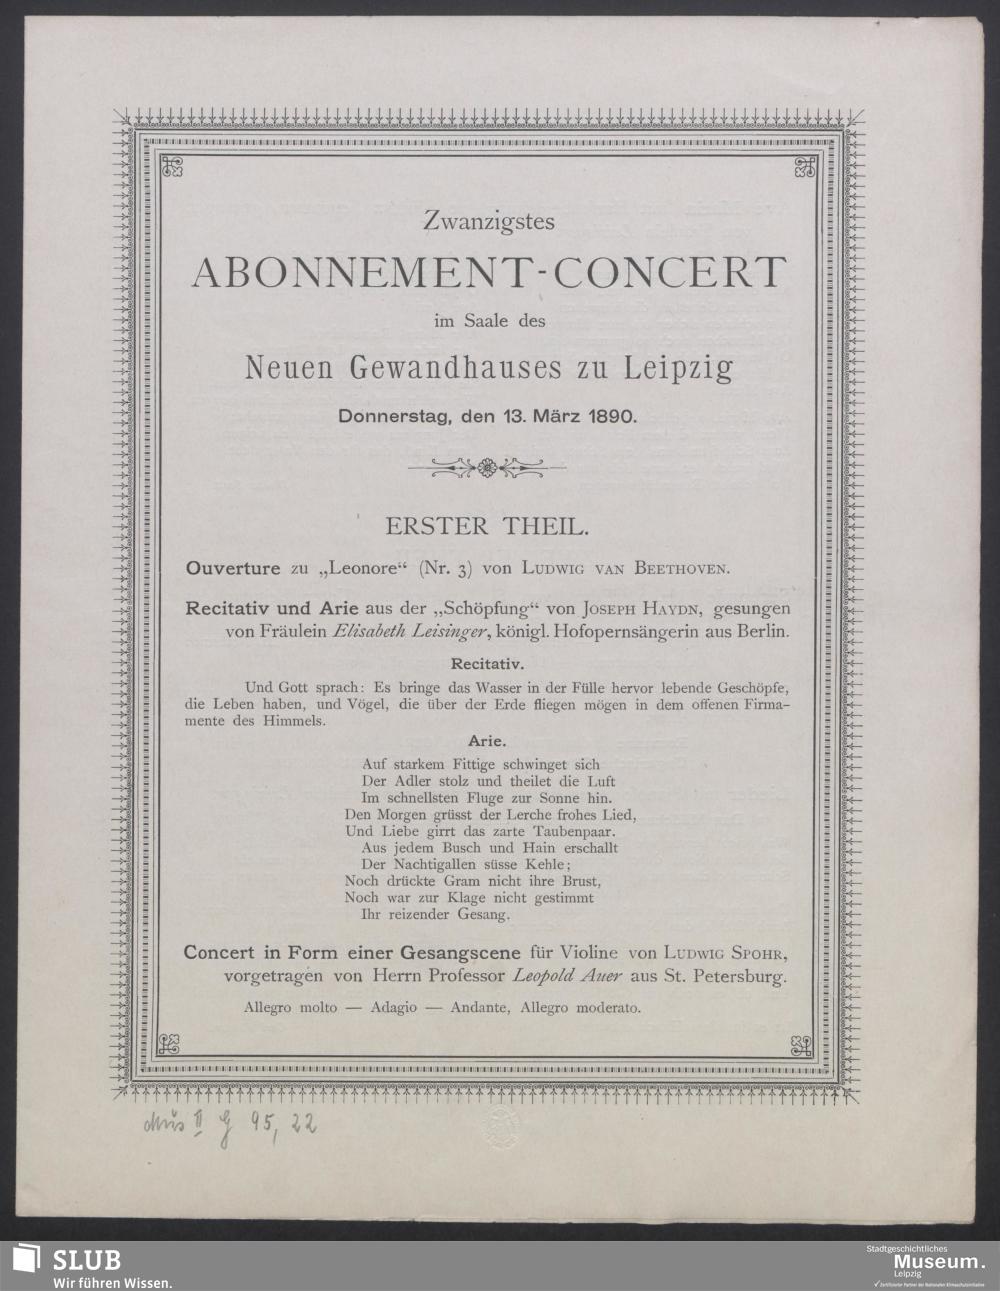 Zwanzigstes
ABONNEMENT-CONCERT
im Saale des
Neuen Gewandhauses zu Leipzig
Donnerstag, den 13. März 1890.
ERSTER THEIL.
Ouverture zu „Leonore“ (Nr. 3) von LUDWIG VAN BEETHOVEN.
Recitativ und Arie aus der „Schöpfung“ von JOSEPH HAYDN, gesungen
von Fräulein Elisabeth Leisinger, königl. Hofopernsängerin aus Berlin.
Recitativ.
Und Gott sprach: Es bringe das Wasser in der Fülle hervor lebende Geschöpfe,
die Leben haben, und Vögel, die über der Erde fliegen mögen in dem offenen Firma-
mente des Himmels.
Arie.
Auf starkem Fittige schwinget sich
Der Adler stolz und theilet die Luft
Im schnellsten Fluge zur Sonne hin.
Den Morgen grüsst der Lerche frohes Lied,
Und Liebe girrt das zarte Taubenpaar.
Aus jedem Busch und Hain erschallt
Der Nachtigallen süsse Kehle;
Noch drückte Gram nicht ihre Brust,
Noch war zur Klage nicht gestimmt
Ihr reizender Gesang.
Concert in Form einer Gesangscene für Violine von LUDWIG SPOHR,
vorgetragen von Herrn Professor Leopold Auer aus St. Petersburg.
Allegro molto — Adagio — Andante, Allegro moderato.
Mus II G 95, 22
SLUB
Wir führen Wissen.
Stadtgeschichtliches
Museum.
Leipzig
Zertifizierter Partner der Nationalen Klimaschutzinitiative